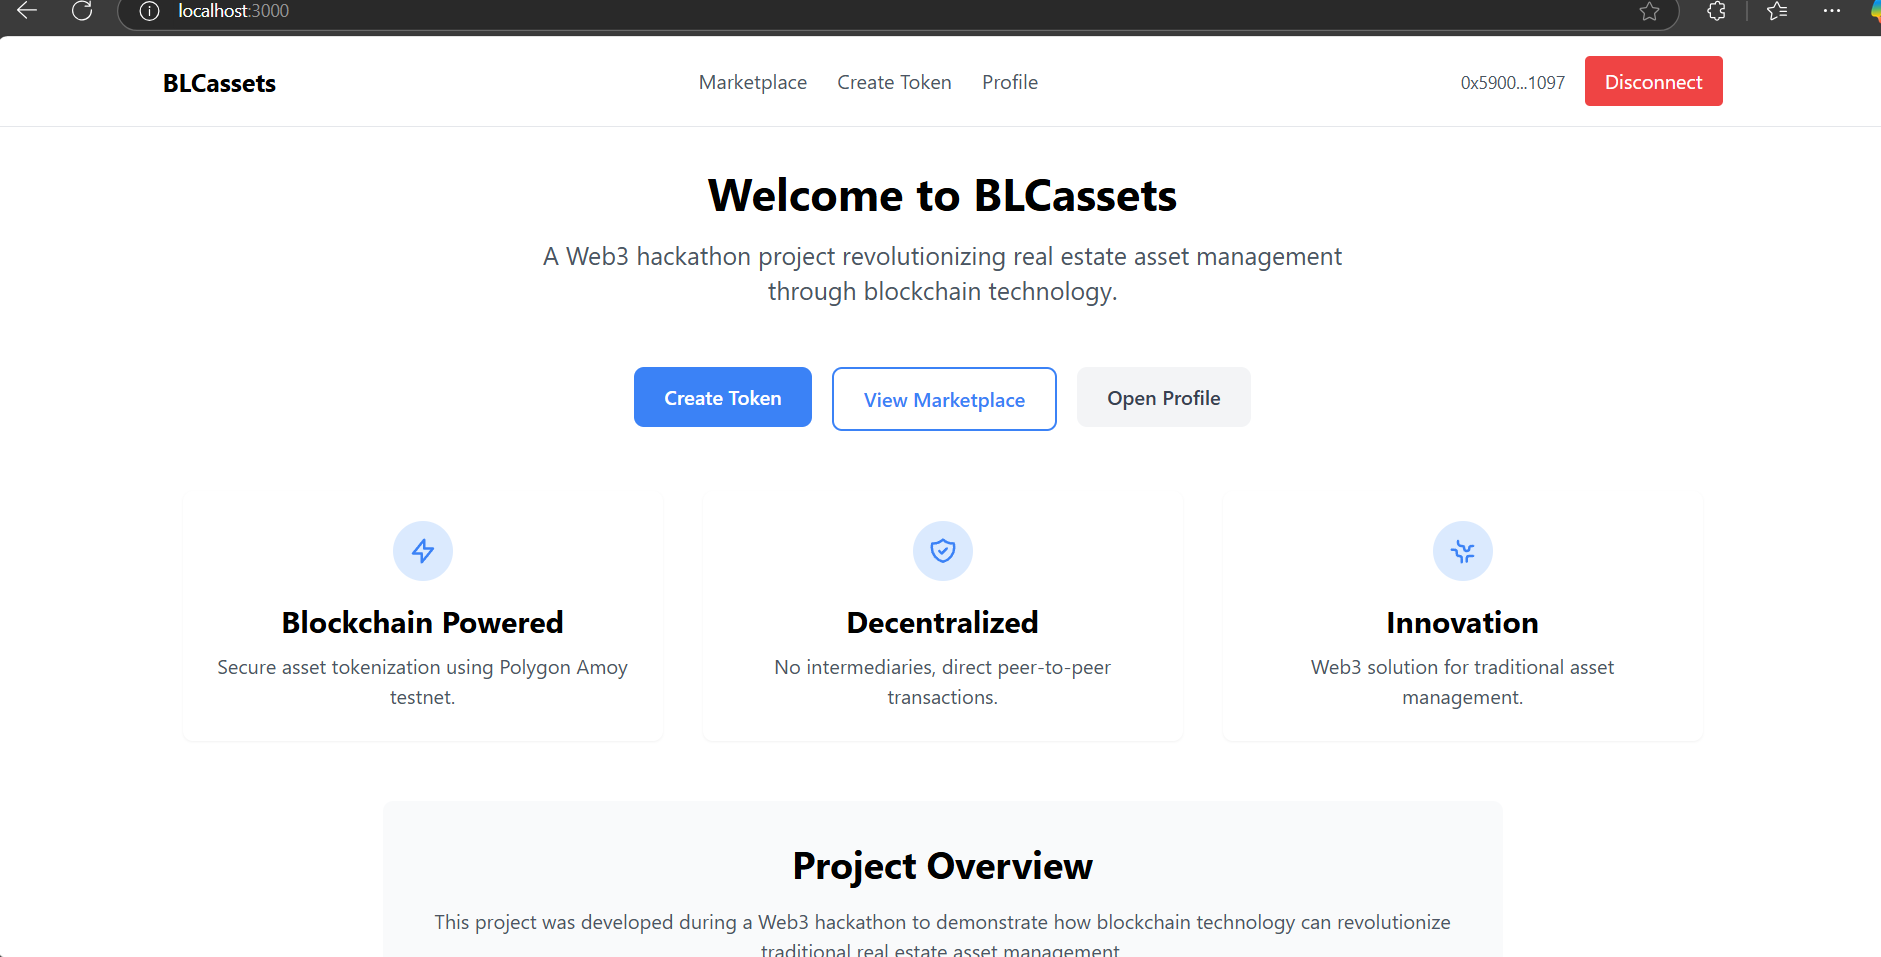 localhost:3000
BLCassets
Marketplace
Create Token
Profile
0x5900...1097
Disconnect
Welcome to BLCassets
A Web3 hackathon project revolutionizing real estate asset management
through blockchain technology.
Create Token
View Marketplace
Open Profile
Blockchain Powered
Secure asset tokenization using Polygon Amoy
testnet.
Decentralized
No intermediaries, direct peer-to-peer
transactions.
Innovation
Web3 solution for traditional asset
management.
Project Overview
This project was developed during a Web3 hackathon to demonstrate how blockchain technology can revolutionize
traditional real estate asset management